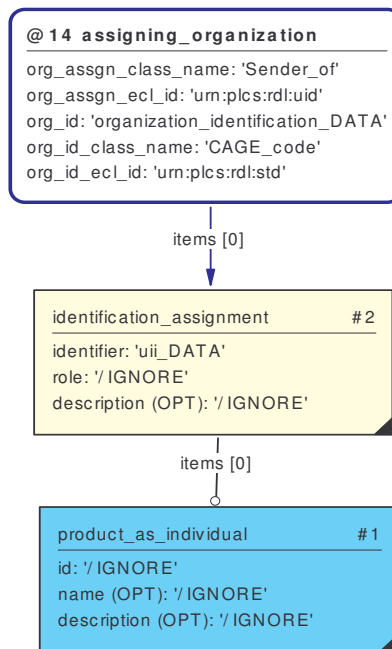 @14 assigning_organization
org_assgn_class_name: 'Sender_of'
org_assgn_ecl_id: 'urn:plcs:rdl:uid'
org_id: 'organization_identification_DATA'
org_id_class_name: 'CAGE_code'
org_id_ecl_id: 'urn:plcs:rdl:std'
items [0]
identification_assignment #2
identifier: 'uii_DATA'
role: '/IGNORE'
description (OPT): '/IGNORE'
items [0]
product_as_individual #1
id: '/IGNORE'
name (OPT): '/IGNORE'
description (OPT): '/IGNORE'